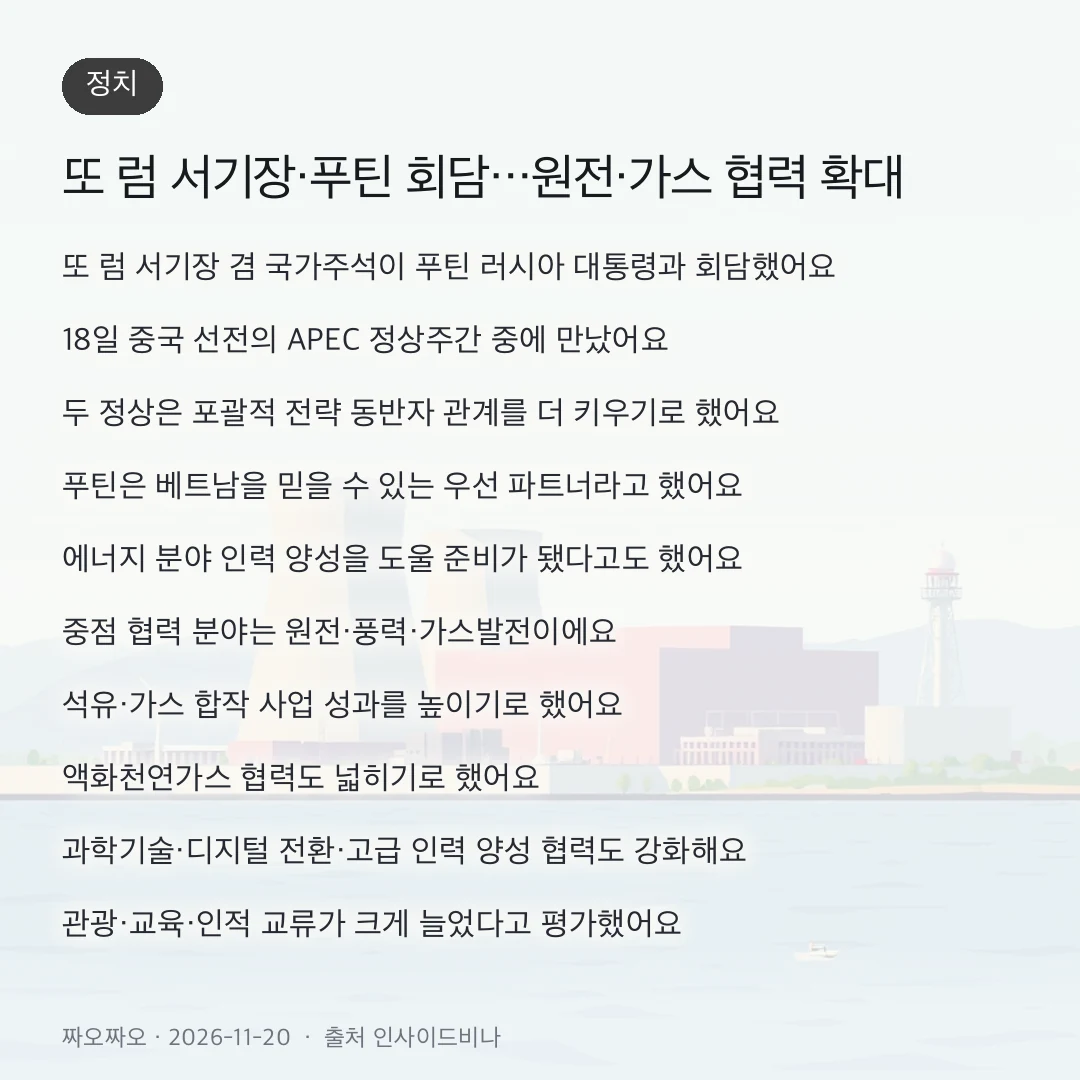 정치
또 럼 서기장·푸틴 회담…원전·가스 협력 확대
또 럼 서기장 겸 국가주석이 푸틴 러시아 대통령과 회담했어요
18일 중국 선전의 APEC 정상주간 중에 만났어요
두 정상은 포괄적 전략 동반자 관계를 더 키우기로 했어요
푸틴은 베트남을 믿을 수 있는 우선 파트너라고 했어요
에너지 분야 인력 양성을 도울 준비가 됐다고도 했어요
중점 협력 분야는 원전·풍력·가스발전이에요
석유·가스 합작 사업 성과를 높이기로 했어요
액화천연가스 협력도 넓히기로 했어요
과학기술·디지털 전환·고급 인력 양성 협력도 강화해요
관광·교육·인적 교류가 크게 늘었다고 평가했어요
짜오짜오 · 2026-11-20 · 출처 인사이드비나